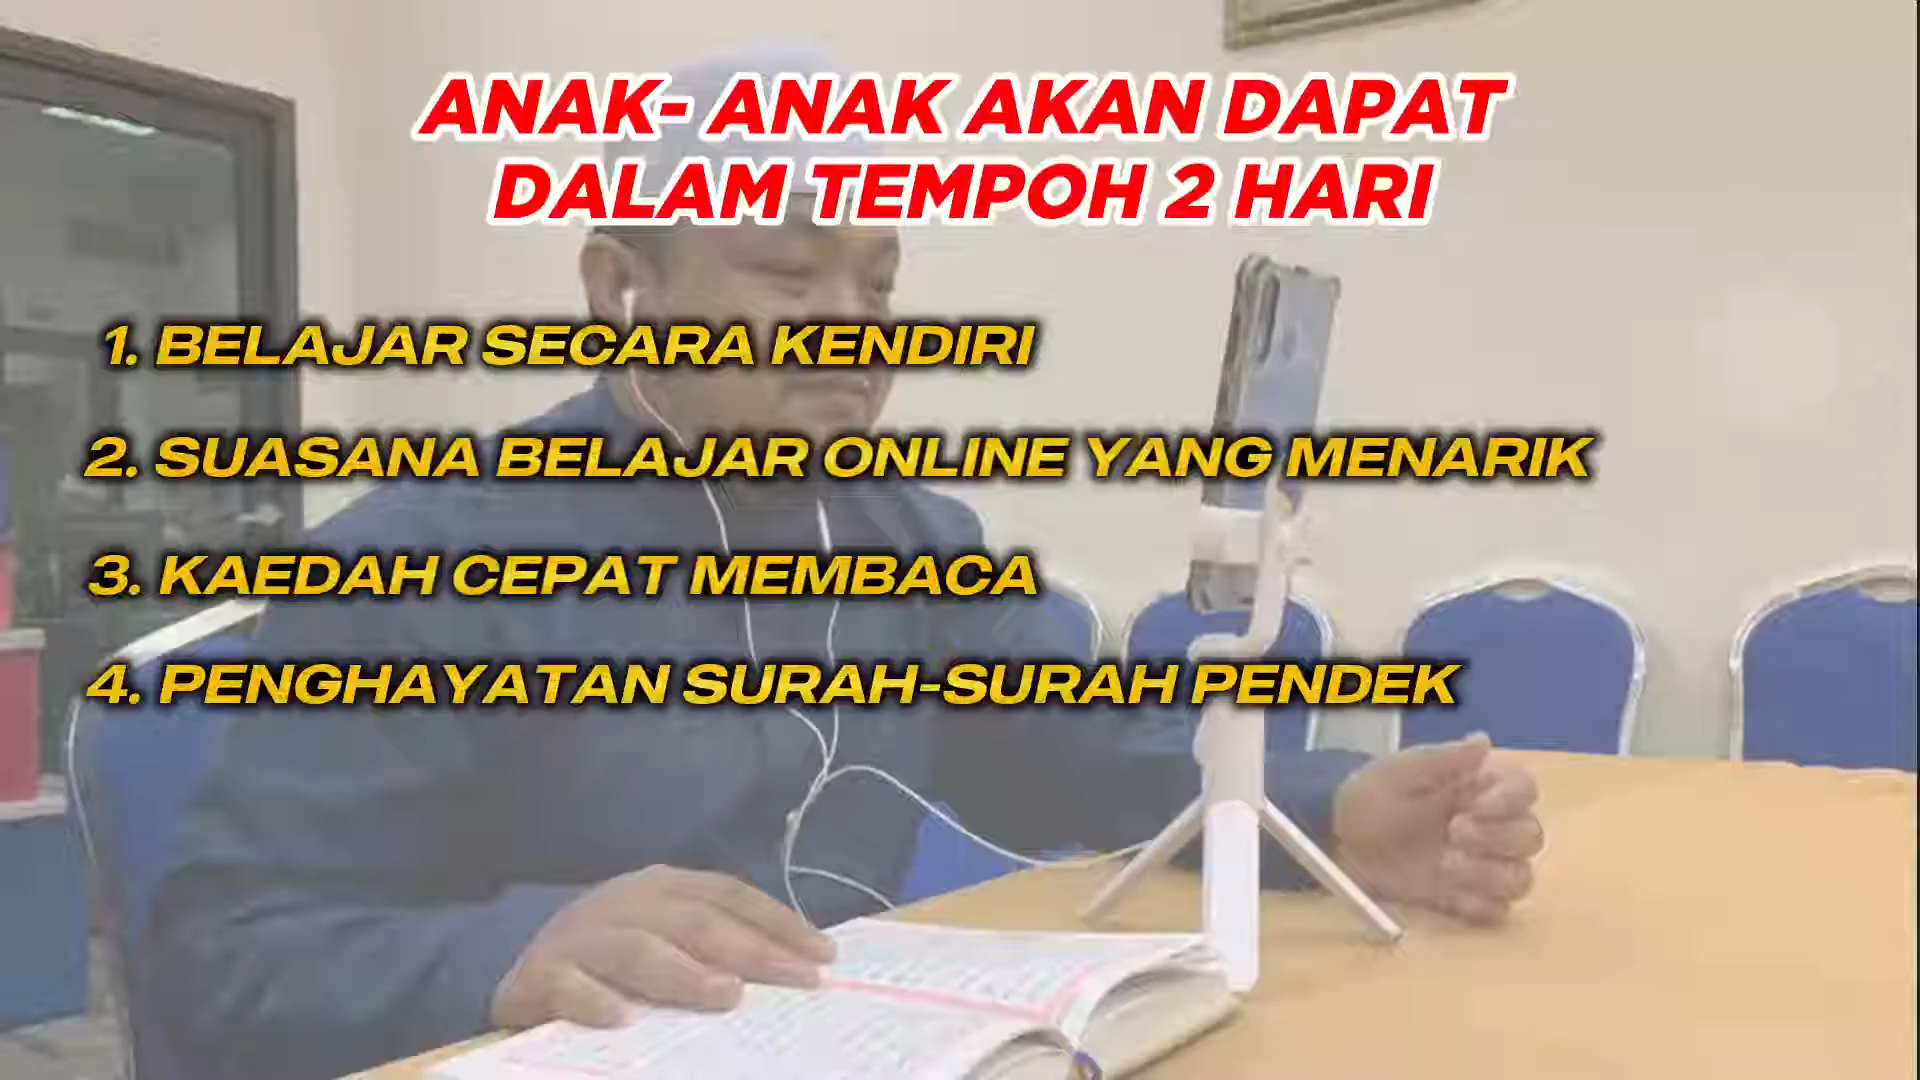 ANAK- ANAK AKAN DAPAT
DALAM TEMPOH 2 HARI
1. BELAJAR SECARA KENDIRI
2. SUASANA BELAJAR ONLINE YANG MENARIK
3. KAEDAH CEPAT MEMBACA
4. PENGHAYATAN SURAH-SURAH PENDEK